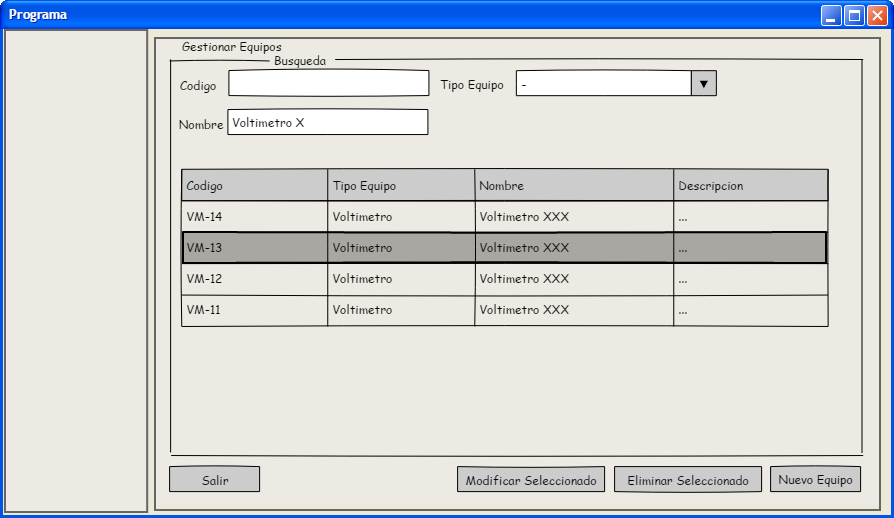 Programa
Gestionar Equipos
Busqueda
Codigo Tipo Equipo -
Nombre Voltimetro X
Codigo Tipo Equipo Nombre Descripcion
VM-14 Voltimetro Voltimetro XXX ...
VM-13 Voltimetro Voltimetro XXX ...
VM-12 Voltimetro Voltimetro XXX ...
VM-11 Voltimetro Voltimetro XXX ...
Salir Modificar Seleccionado Eliminar Seleccionado Nuevo Equipo